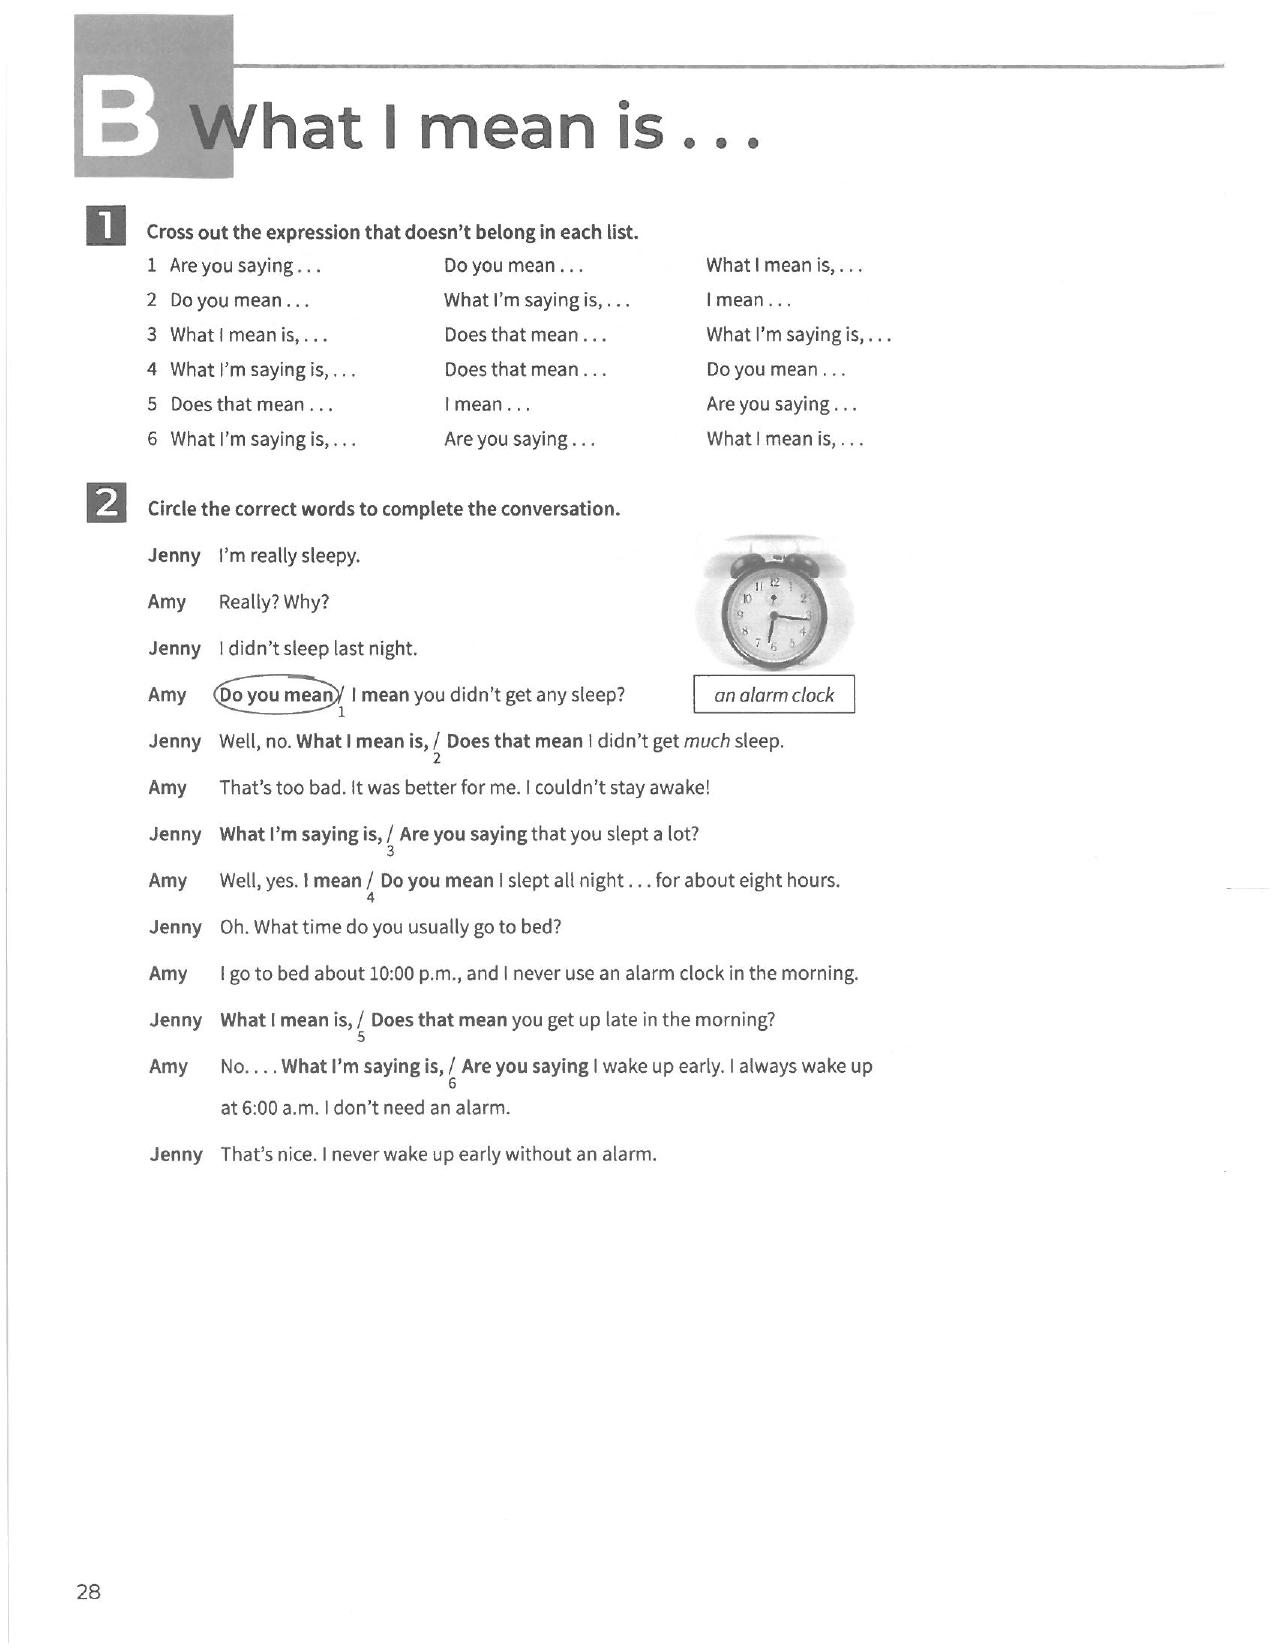 B What I mean is . . .
1 Cross out the expression that doesn't belong in each list.
1 Are you saying . . . Do you mean . . . What I mean is, . . .
2 Do you mean . . . What I'm saying is, . . . I mean . . .
3 What I mean is, . . . Does that mean . . . What I'm saying is, . . .
4 What I'm saying is, . . . Does that mean . . . Do you mean . . .
5 Does that mean . . . I mean . . . Are you saying . . .
6 What I'm saying is, . . . Are you saying . . . What I mean is, . . .
2 Circle the correct words to complete the conversation.
Jenny I'm really sleepy.
Amy Really? Why?
Jenny I didn't sleep last night.
Amy Do you mean / I mean you didn't get any sleep?
1
Jenny Well, no. What I mean is, / Does that mean I didn't get much sleep.
2
Amy That's too bad. It was better for me. I couldn't stay awake!
Jenny What I'm saying is, / Are you saying that you slept a lot?
3
Amy Well, yes. I mean / Do you mean I slept all night . . . for about eight hours.
4
Jenny Oh. What time do you usually go to bed?
Amy I go to bed about 10:00 p.m., and I never use an alarm clock in the morning.
Jenny What I mean is, / Does that mean you get up late in the morning?
5
Amy No. . . . What I'm saying is, / Are you saying I wake up early. I always wake up
6
at 6:00 a.m. I don't need an alarm.
Jenny That's nice. I never wake up early without an alarm.
11 12 1
10 2
9 3
8 4
7 6 5
an alarm clock
28